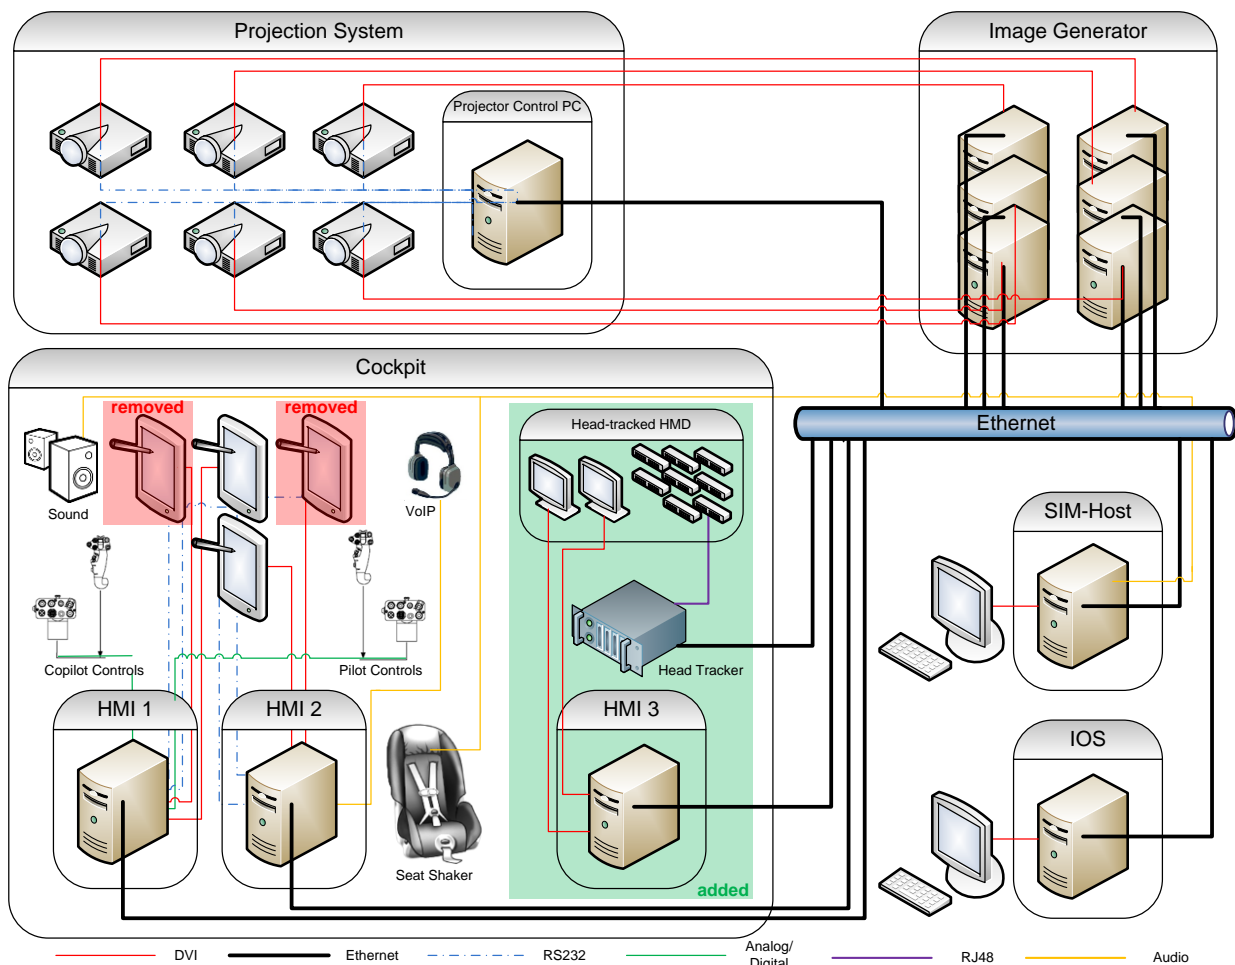 Projection System
Image Generator
Projector Control PC
Cockpit
removed
removed
Head-tracked HMD
Ethernet
Sound
VoIP
SIM-Host
Copilot Controls
Pilot Controls
Head Tracker
HMI 1
HMI 2
HMI 3
IOS
Seat Shaker
added
DVI
Ethernet
RS232
Analog/
Digital
RJ48
Audio